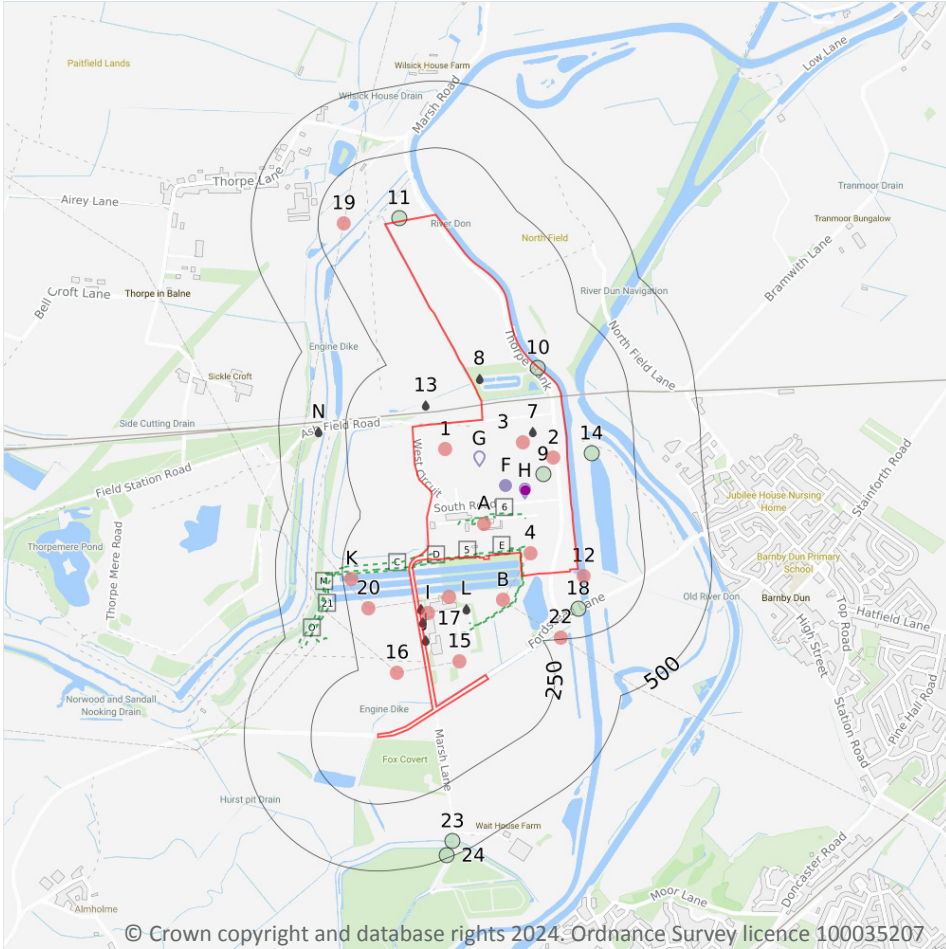 Paitfield Lands
Wilsick House Farm
Low Lane
Wilsick House Drain
Marsh Road
Thorpe Lane
Tranmoor Drain
Airey Lane
19
11
River Don
Tranmoor Bungalow
North Field
Bramwith Lane
Bell Croft Lane
Thorpe in Balne
River Dun Navigation
Engine Dike
Thorpe Bank
10
North Field Lane
8
Sickle Croft
13
N
Ash Field Road
Side Cutting Drain
7
3
1
G
2
14
West Circuit
Field Station Road
F
H
9
Stainforth Road
Jubilee House Nursing
Home
South Road
A
6
Thorpemere Pond
4
E
5
D
C
K
Barnby Dun Primary
School
12
M
20
I
L
B
Barnby Dun
Old River Don
21
18
Thorpe Mere Road
17
O
22
Top Road
Hatfield Lane
High Street
16
15
250
500
Norwood and Sandall
Nooking Drain
Engine Dike
Station Road
Pine Hall Road
Marsh Lane
Fox Covert
Hurst pit Drain
23
Wait House Farm
24
Doncaster Road
Moor Lane
Almholme
© Crown copyright and database rights 2024. Ordnance Survey licence 100035207